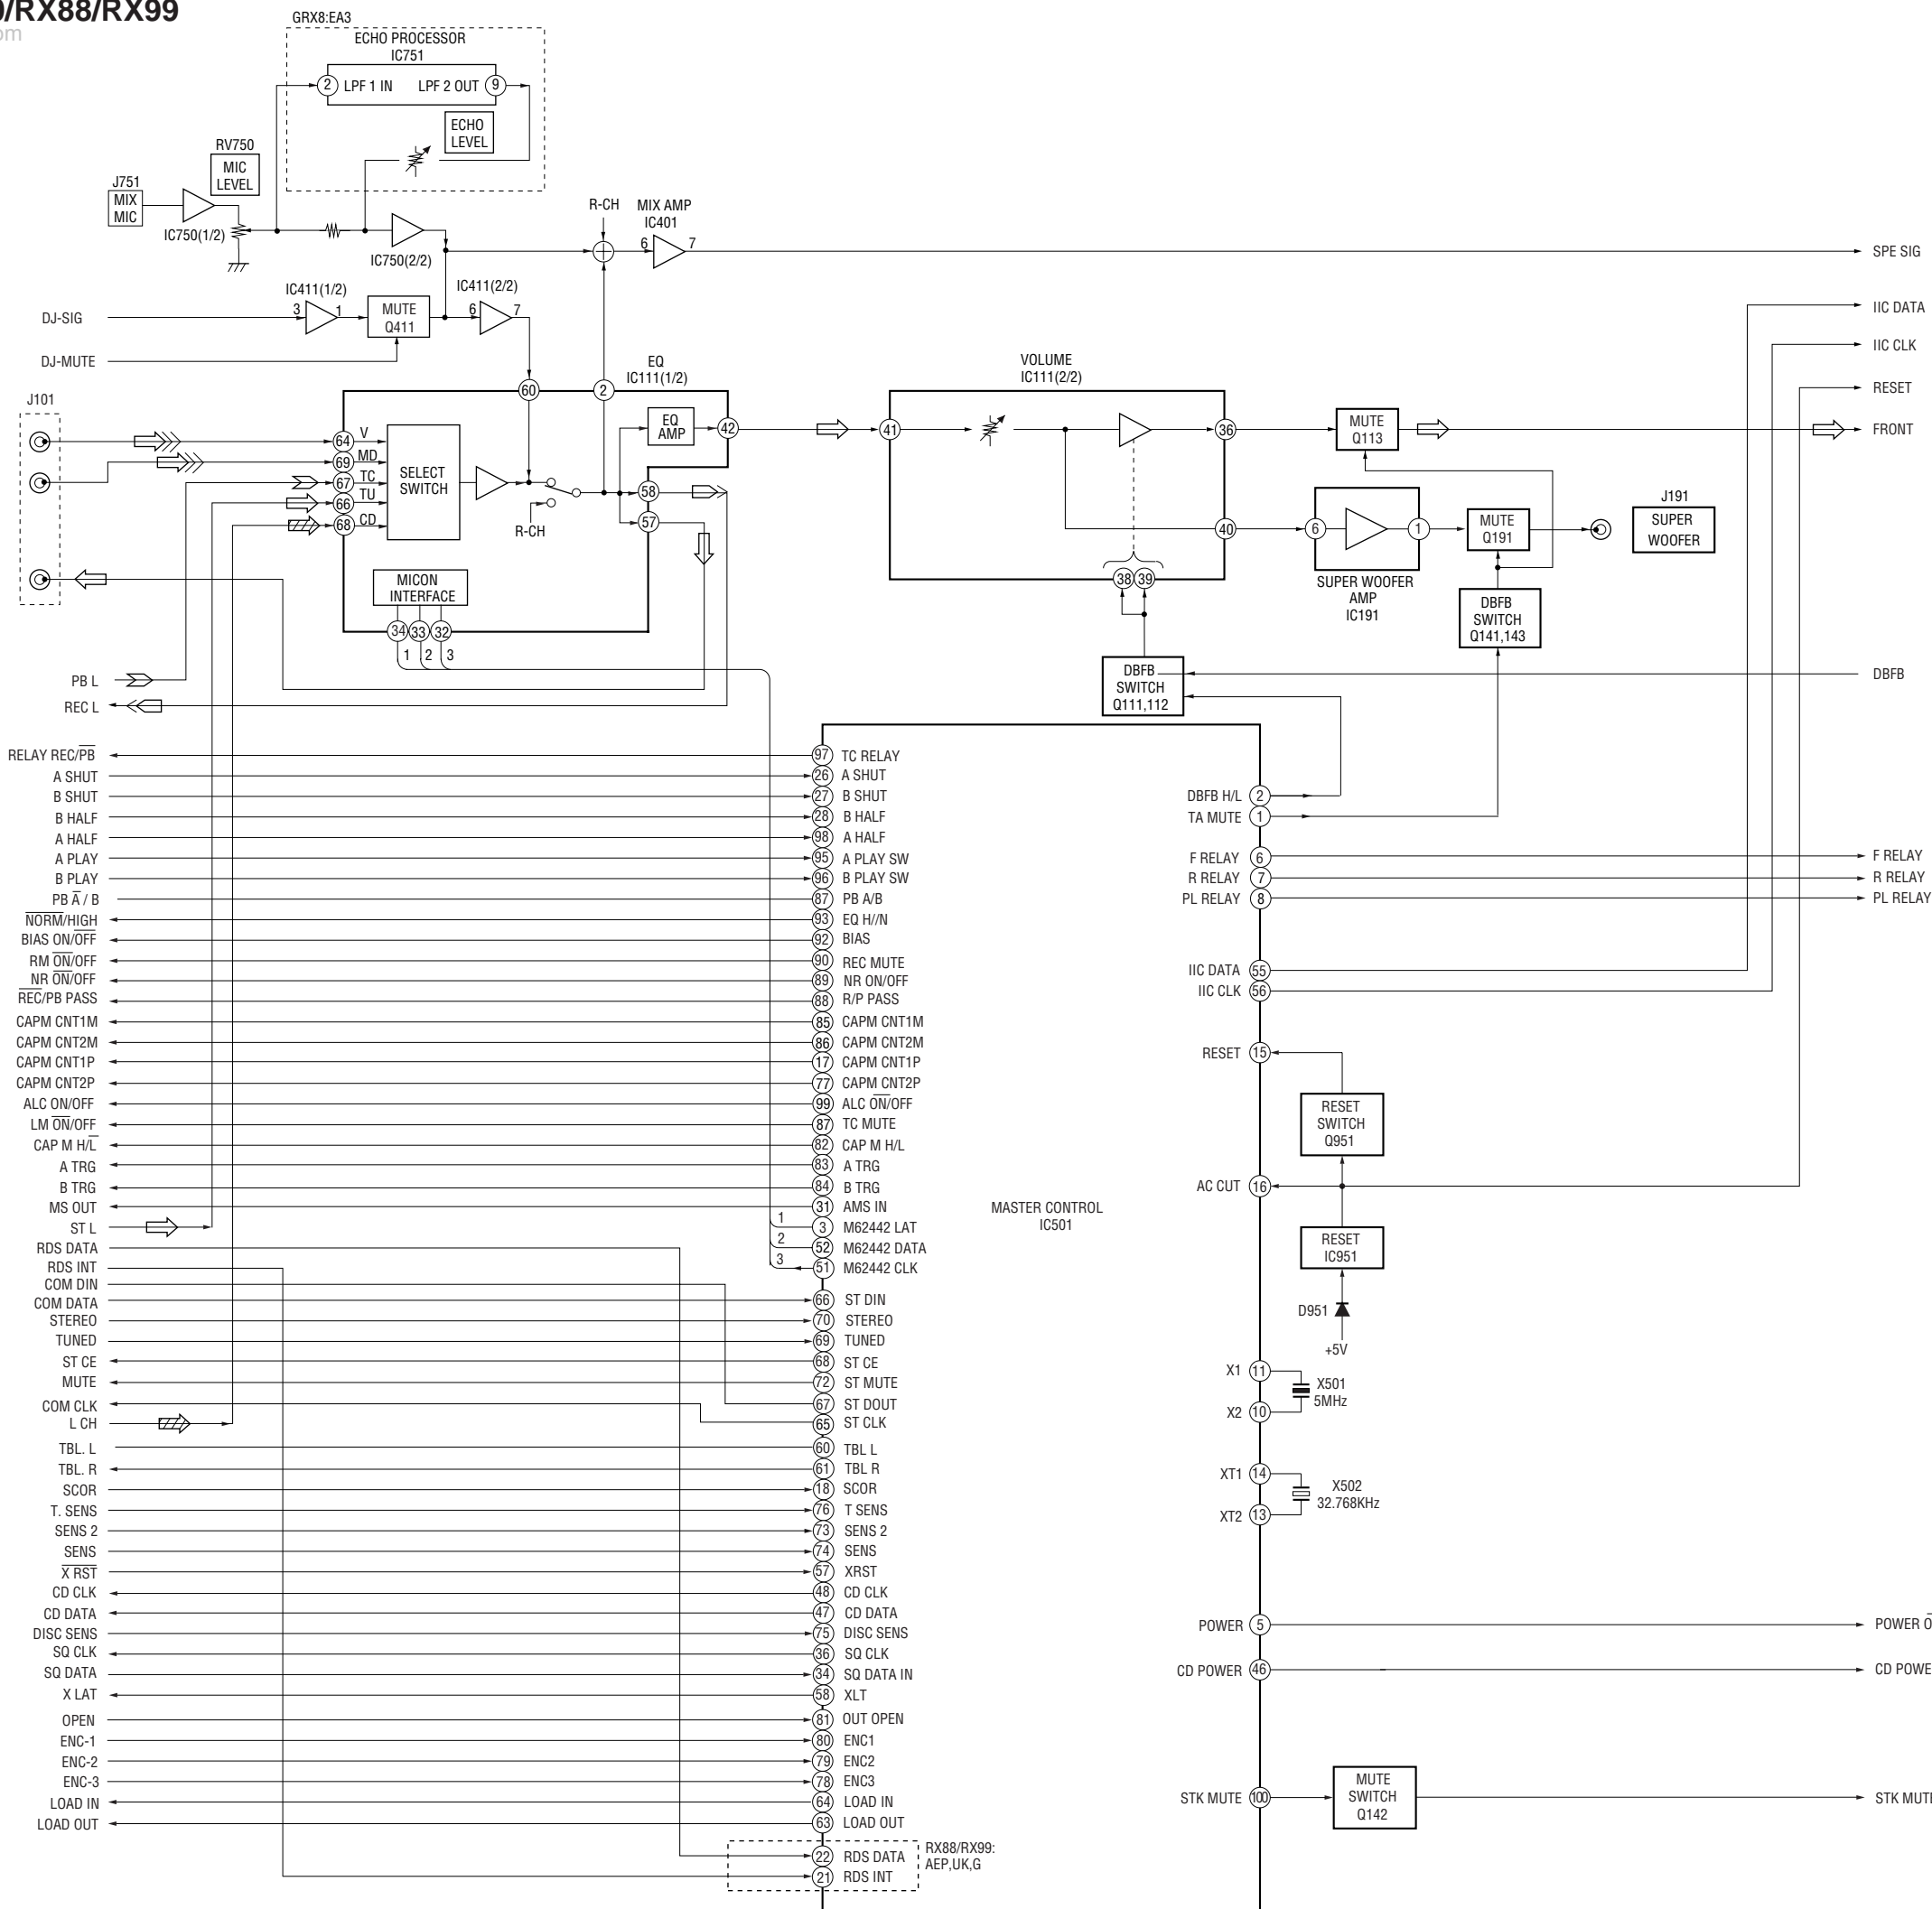 0/RX88/RX99
om
GRX8:EA3
ECHO PROCESSOR
IC751
2 LPF 1 IN LPF 2 OUT 9
ECHO
LEVEL
RV750
MIC
LEVEL
J751
MIX
MIC
IC750(1/2)
IC750(2/2)
R-CH
MIX AMP
IC401
6 7
SPE SIG
IC411(1/2)
3 1
MUTE
Q411
IC411(2/2)
6 7
DJ-SIG
DJ-MUTE
IIC DATA
IIC CLK
RESET
FRONT
J101
EQ
IC111(1/2)
60 2
64 V
69 MD
67 TC
66 TU
68 CD
SELECT
SWITCH
R-CH
EQ
AMP
42
58
57
MICON
INTERFACE
34 33 32
1 2 3
VOLUME
IC111(2/2)
41
36
40
38 39
MUTE
Q113
6 1
SUPER WOOFER
AMP
IC191
MUTE
Q191
J191
SUPER
WOOFER
DBFB
SWITCH
Q141,143
DBFB
SWITCH
Q111,112
DBFB
PB L
REC L
RELAY REC/PB 97 TC RELAY
A SHUT 26 A SHUT
B SHUT 27 B SHUT
B HALF 28 B HALF
A HALF 98 A HALF
A PLAY 95 A PLAY SW
B PLAY 96 B PLAY SW
PB A / B 87 PB A/B
NORM/HIGH 93 EQ H//N
BIAS ON/OFF 92 BIAS
RM ON/OFF 90 REC MUTE
NR ON/OFF 89 NR ON/OFF
REC/PB PASS 88 R/P PASS
CAPM CNT1M 85 CAPM CNT1M
CAPM CNT2M 86 CAPM CNT2M
CAPM CNT1P 17 CAPM CNT1P
CAPM CNT2P 77 CAPM CNT2P
ALC ON/OFF 99 ALC ON/OFF
LM ON/OFF 87 TC MUTE
CAP M H/L 82 CAP M H/L
A TRG 83 A TRG
B TRG 84 B TRG
MS OUT 31 AMS IN
ST L 1 3 M62442 LAT
RDS DATA 2 52 M62442 DATA
RDS INT 3 51 M62442 CLK
COM DIN
COM DATA 66 ST DIN
STEREO 70 STEREO
TUNED 69 TUNED
ST CE 68 ST CE
MUTE 72 ST MUTE
COM CLK 67 ST DOUT
L CH 65 ST CLK
TBL. L 60 TBL L
TBL. R 61 TBL R
SCOR 18 SCOR
T. SENS 76 T SENS
SENS 2 73 SENS 2
SENS 74 SENS
X RST 57 XRST
CD CLK 48 CD CLK
CD DATA 47 CD DATA
DISC SENS 75 DISC SENS
SQ CLK 36 SQ CLK
SQ DATA 34 SQ DATA IN
X LAT 58 XLT
OPEN 81 OUT OPEN
ENC-1 80 ENC1
ENC-2 79 ENC2
ENC-3 78 ENC3
LOAD IN 64 LOAD IN
LOAD OUT 63 LOAD OUT
22 RDS DATA
21 RDS INT
RX88/RX99:
AEP,UK,G
MASTER CONTROL
IC501
DBFB H/L 2
TA MUTE 1
F RELAY 6 F RELAY
R RELAY 7 R RELAY
PL RELAY 8 PL RELAY
IIC DATA 55
IIC CLK 56
RESET 15
RESET
SWITCH
Q951
AC CUT 16
RESET
IC951
D951
+5V
X1 11
X501
5MHz
X2 10
XT1 14
X502
32.768KHz
XT2 13
POWER 5 POWER O
CD POWER 46 CD POWE
STK MUTE 100
MUTE
SWITCH
Q142
STK MUTE